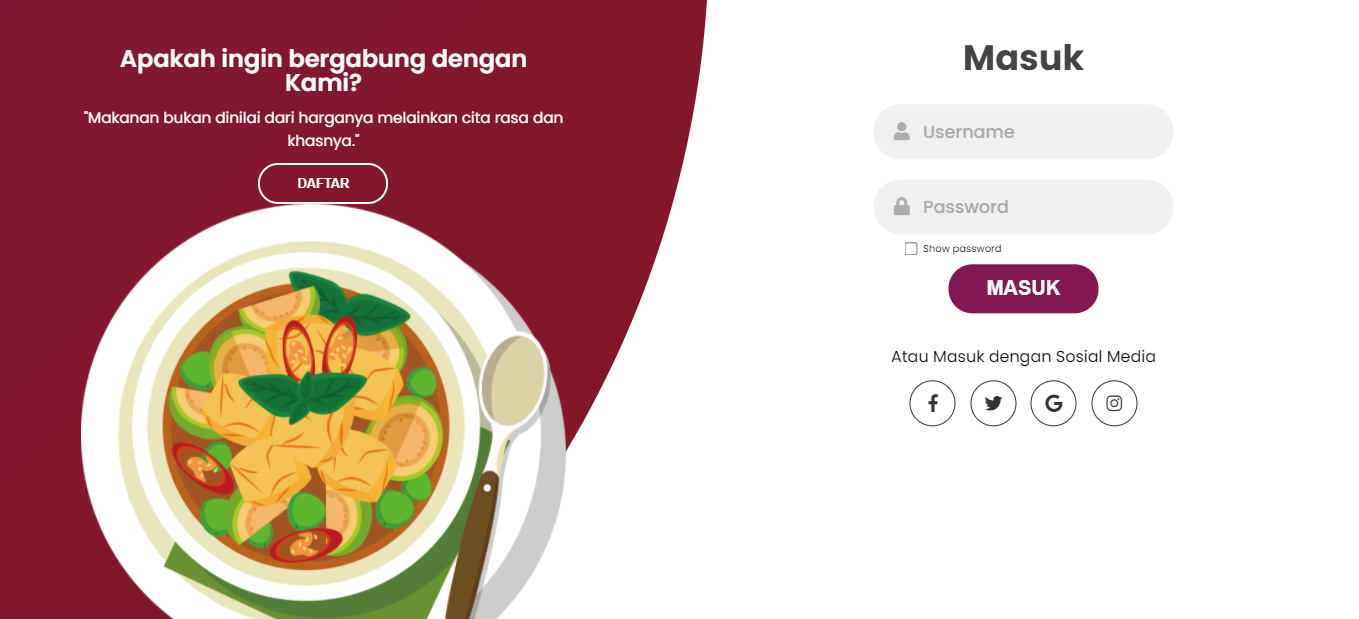 Apakah ingin bergabung dengan
Kami?
"Makanan bukan dinilai dari harganya melainkan cita rasa dan
khasnya."
DAFTAR
Masuk
Username
Password
Show password
MASUK
Atau Masuk dengan Sosial Media